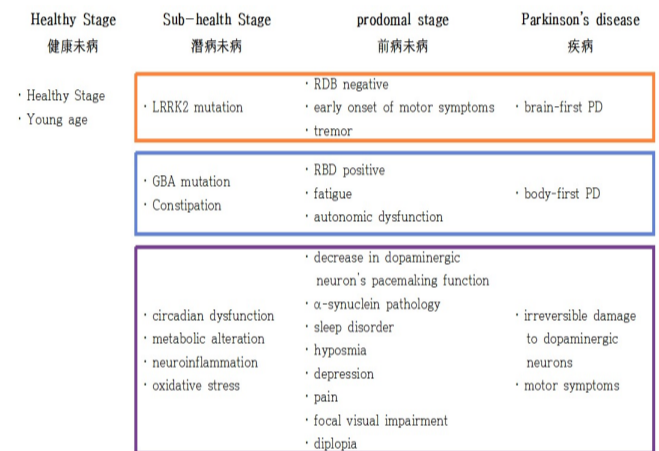 Healthy Stage
健康未病
Sub-health Stage
潛病未病
prodomal stage
前病未病
Parkinson's disease
疾病
· Healthy Stage
· Young age
· LRRK2 mutation
· RDB negative
· early onset of motor symptoms
· tremor
· brain-first PD
· GBA mutation
· Constipation
· RBD positive
· fatigue
· autonomic dysfunction
· body-first PD
· circadian dysfunction
· metabolic alteration
· neuroinflammation
· oxidative stress
· decrease in dopaminergic
neuron's pacemaking function
· α-synuclein pathology
· sleep disorder
· hyposmia
· depression
· pain
· focal visual impairment
· diplopia
· irreversible damage
to dopaminergic
neurons
· motor symptoms